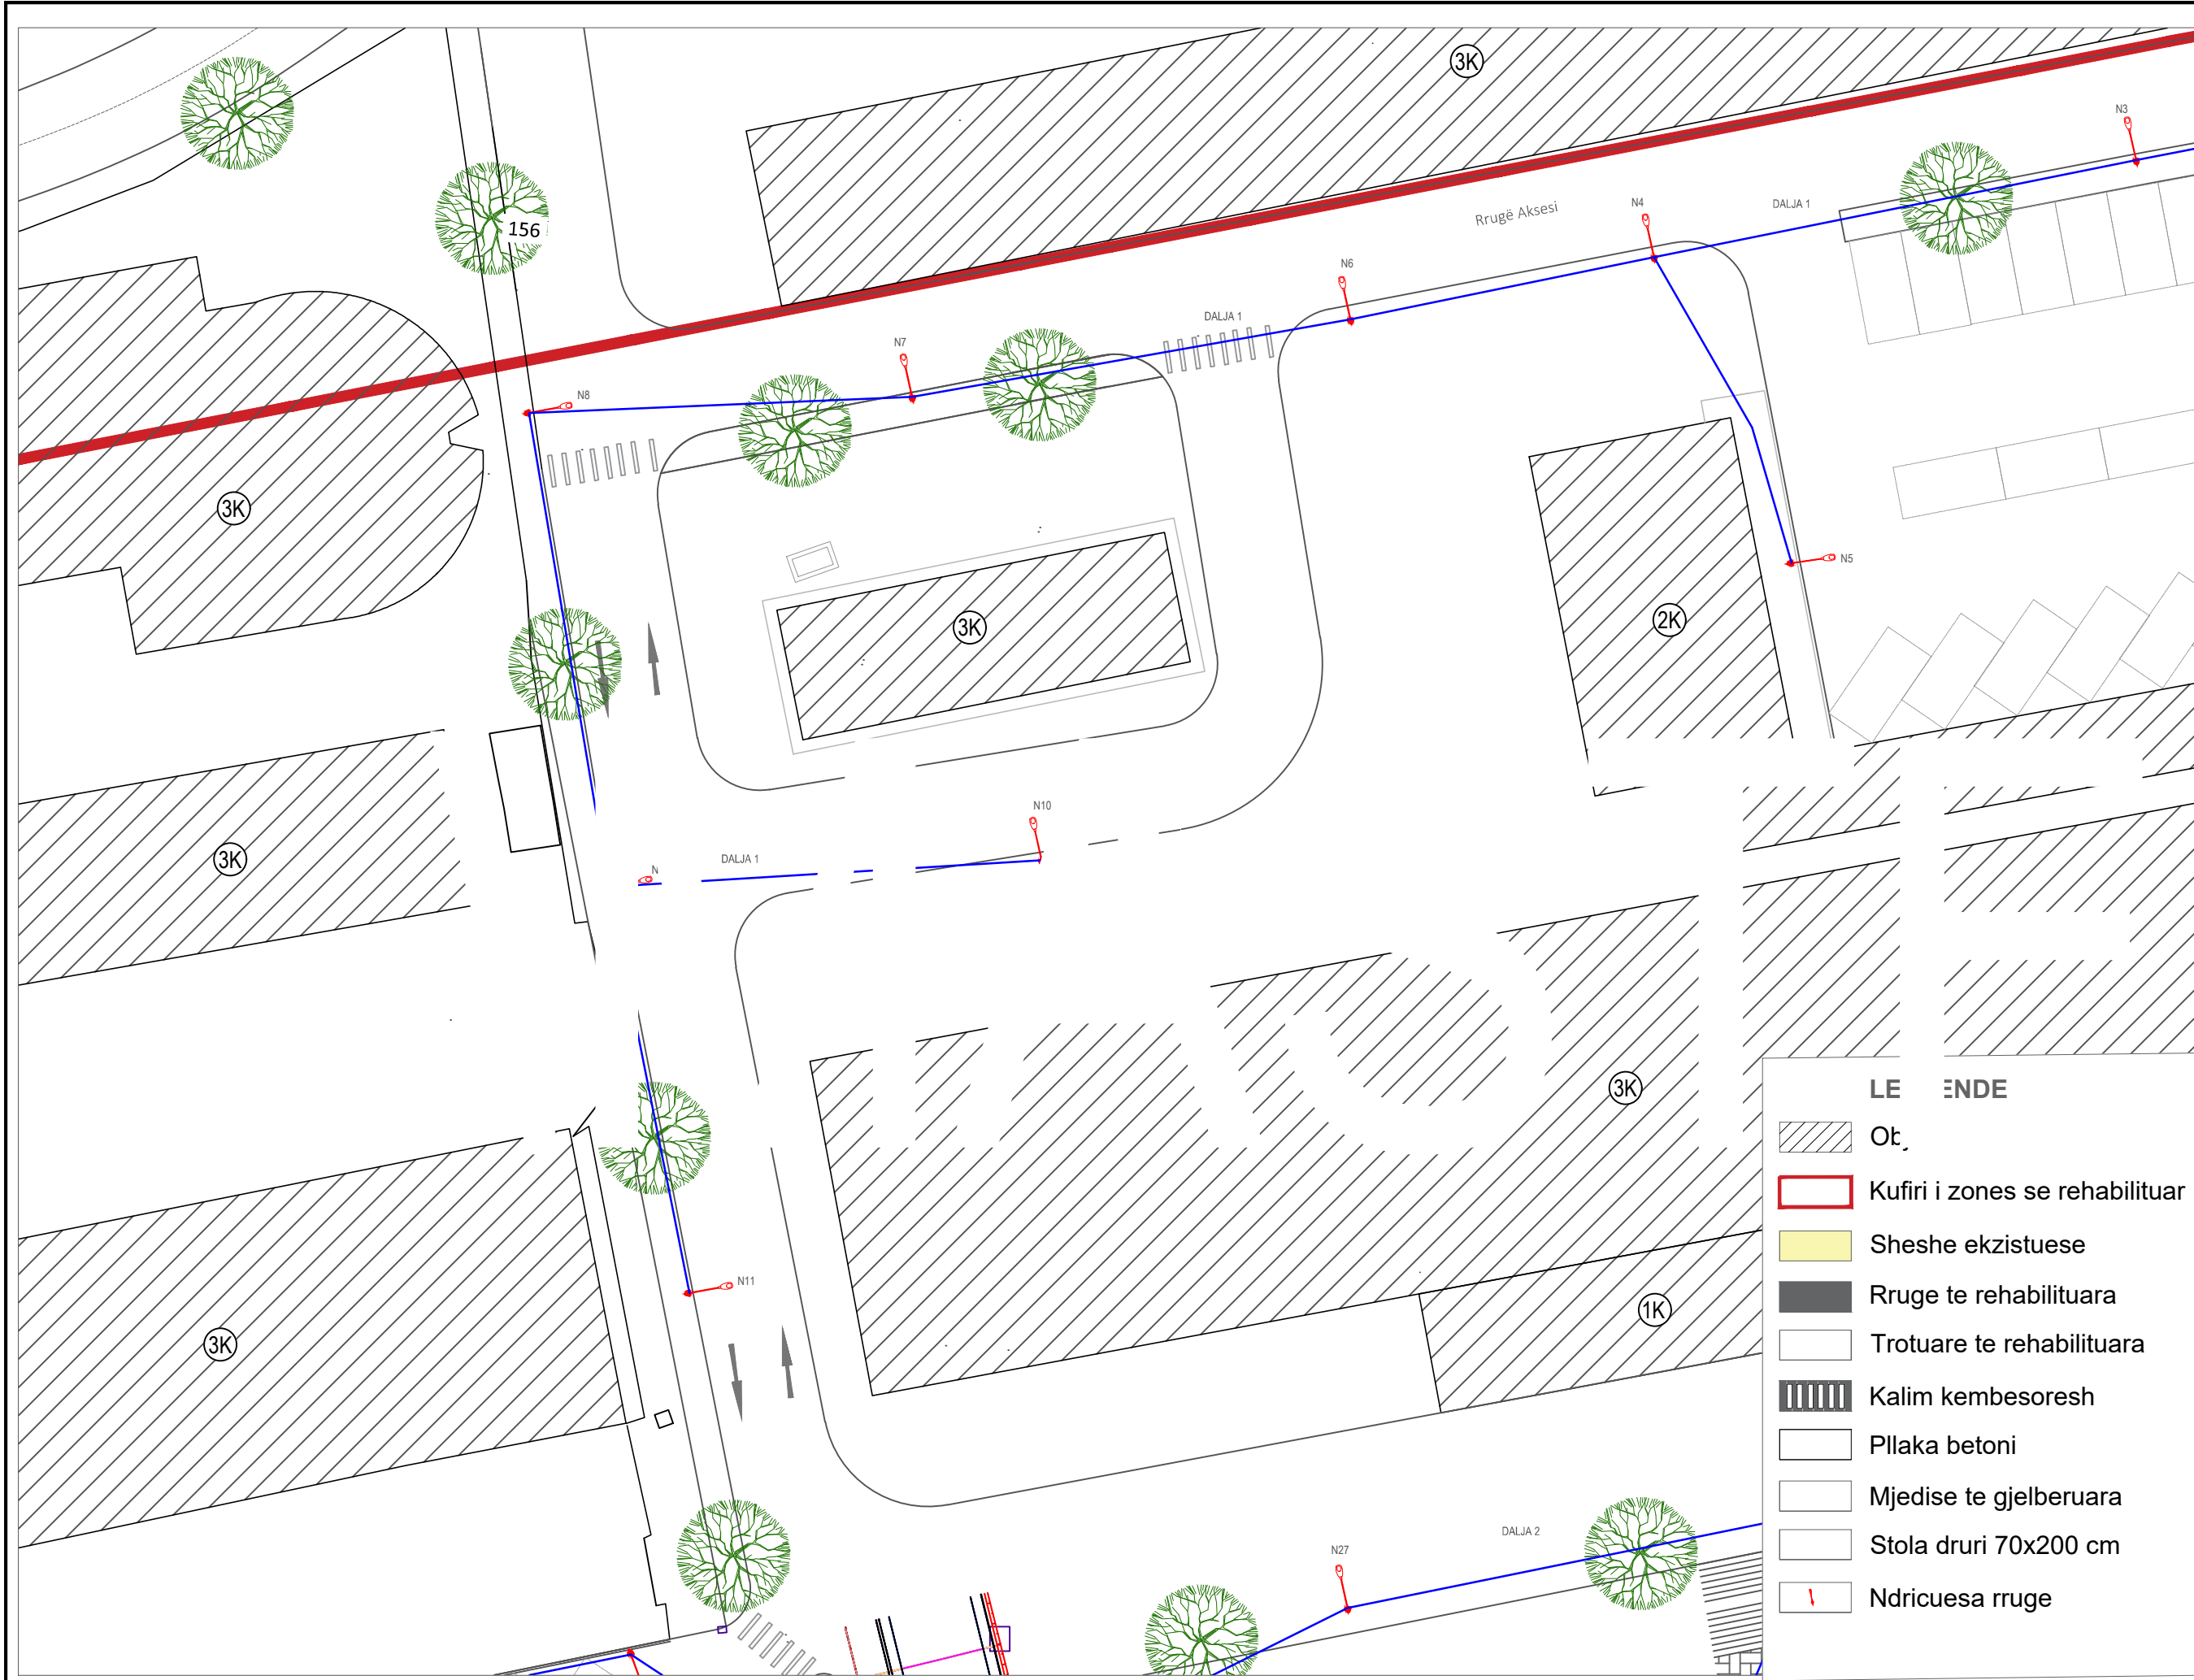 3K
N3
156
Rrugë Aksesi
N4
DALJA 1
N6
DALJA 1
N7
N8
3K
N5
3K
2K
N10
3K
DALJA 1
N
3K
LE ENDE
Kufiri i zones se rehabilituar
Sheshe ekzistuese
N11
Rruge te rehabilituara
1K
3K
Trotuare te rehabilituara
Kalim kembesoresh
Pllaka betoni
Mjedise te gjelberuara
DALJA 2
Stola druri 70x200 cm
N27
Ndricuesa rruge